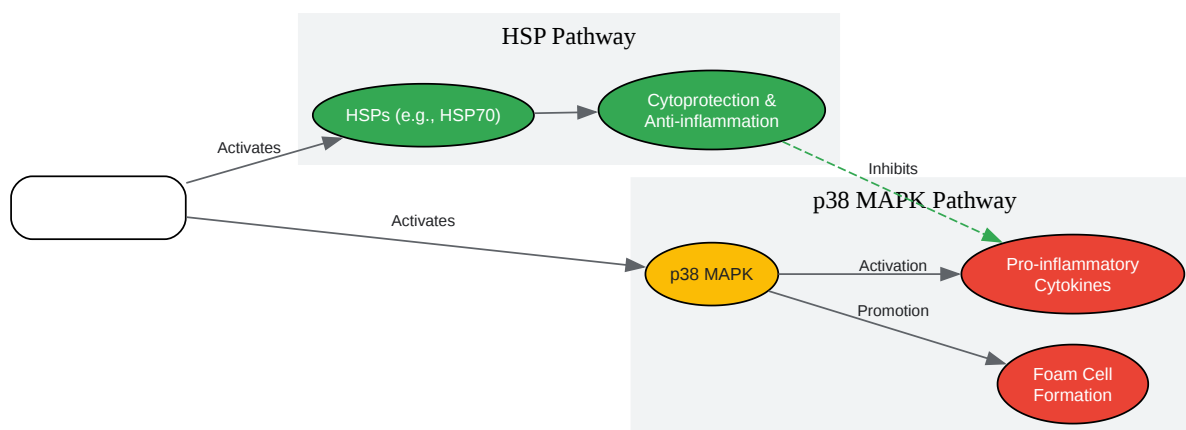 HSP Pathway
HSPs (e.g., HSP70)
Cytoprotection &
Anti-inflammation
Activates
Inhibits
Activates
p38 MAPK Pathway
p38 MAPK
Activation
Pro-inflammatory
Cytokines
Promotion
Foam Cell
Formation